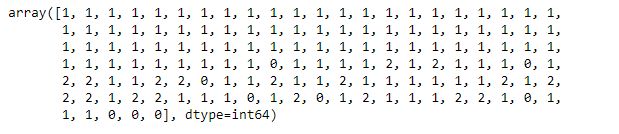 array([1, 1, 1, 1, 1, 1, 1, 1, 1, 1, 1, 1, 1, 1, 1, 1, 1, 1, 1, 1, 1, 1,
1, 1, 1, 1, 1, 1, 1, 1, 1, 1, 1, 1, 1, 1, 1, 1, 1, 1, 1, 1, 1, 1,
1, 1, 1, 1, 1, 1, 1, 1, 1, 1, 1, 1, 1, 1, 1, 1, 1, 1, 1, 1, 1, 1,
1, 1, 1, 1, 1, 1, 1, 1, 1, 0, 1, 1, 1, 1, 2, 1, 2, 1, 1, 1, 0, 1,
2, 2, 1, 1, 2, 2, 0, 1, 1, 2, 1, 1, 2, 1, 1, 1, 1, 1, 1, 2, 1, 2,
2, 2, 1, 2, 2, 1, 1, 1, 0, 1, 2, 0, 1, 2, 1, 1, 1, 2, 2, 1, 0, 1,
1, 1, 0, 0, 0], dtype=int64)